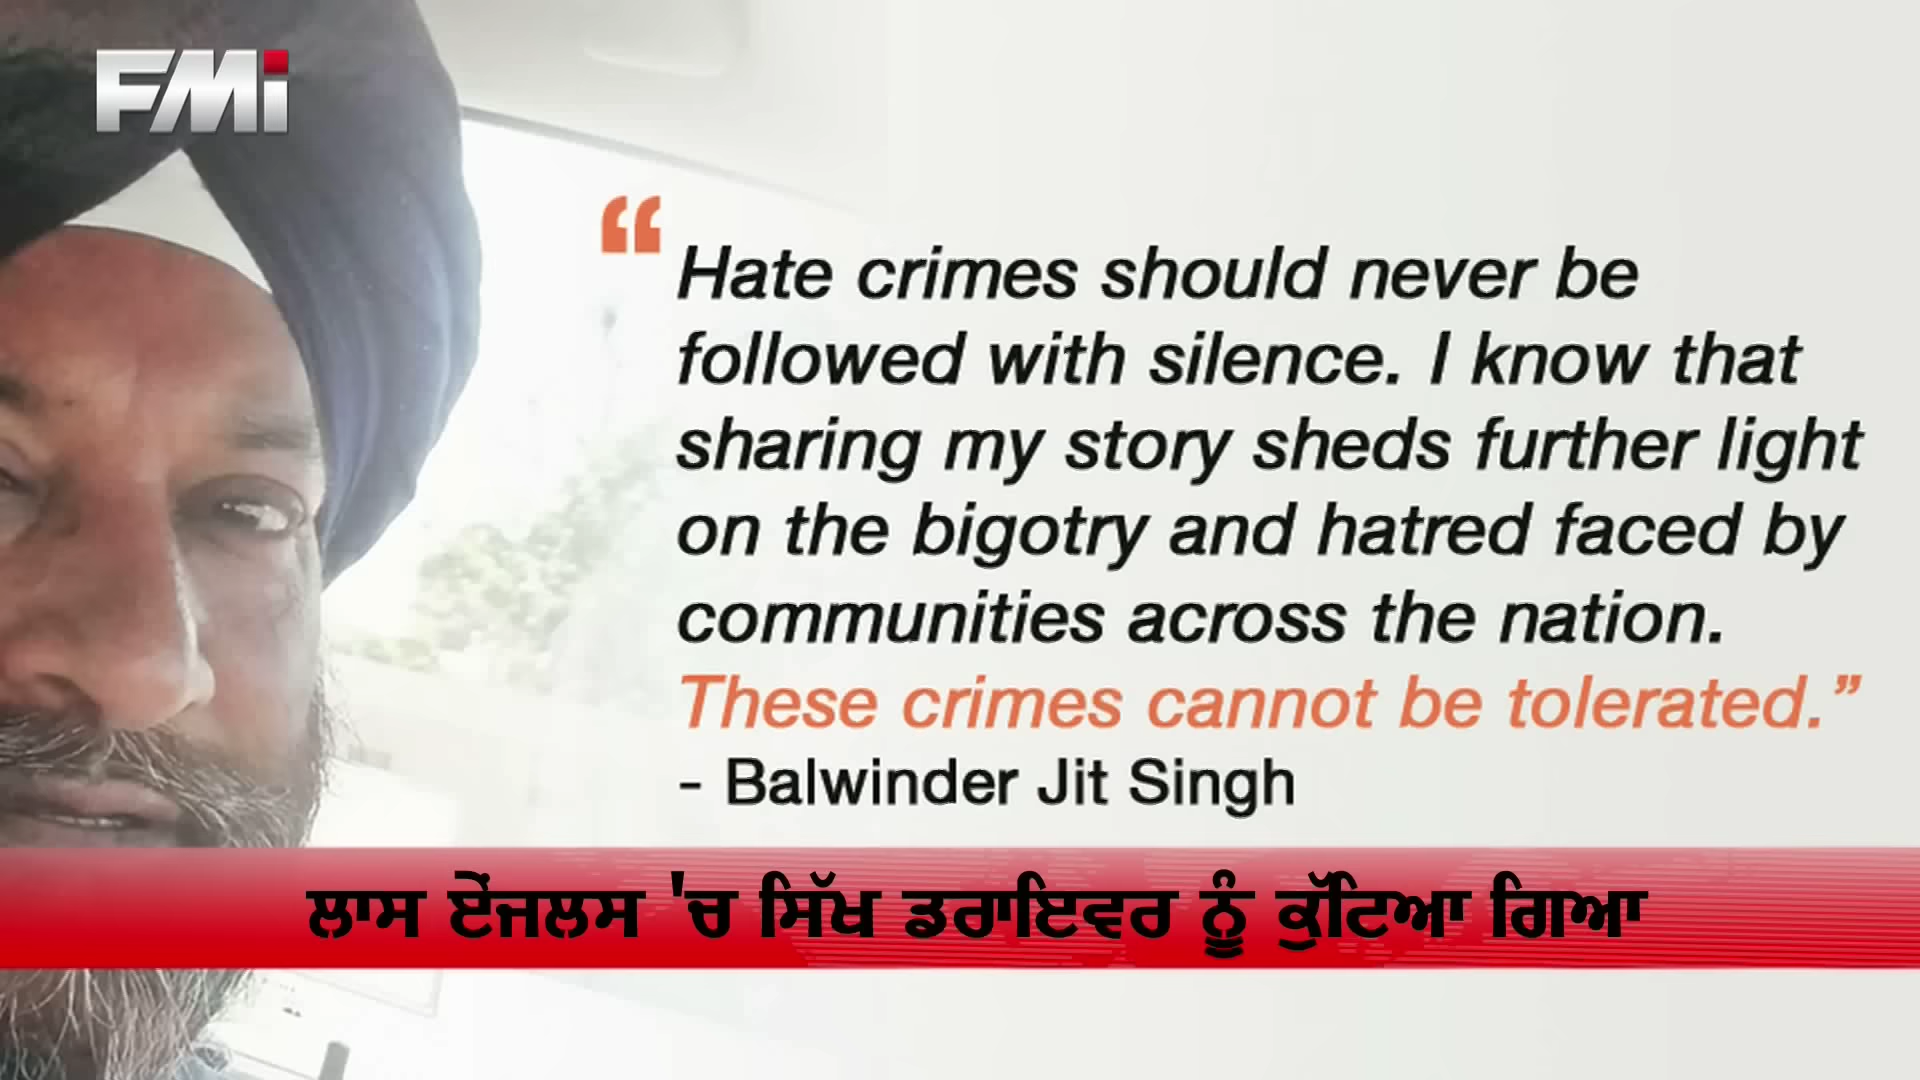 FMi
“Hate crimes should never be
followed with silence. I know that
sharing my story sheds further light
on the bigotry and hatred faced by
communities across the nation.
These crimes cannot be tolerated.”
- Balwinder Jit Singh
ਲਾਸ ਏਂਜਲਸ 'ਚ ਸਿੱਖ ਡਰਾਇਵਰ ਨੂੰ ਕੁੱਟਿਆ ਗਿਆ